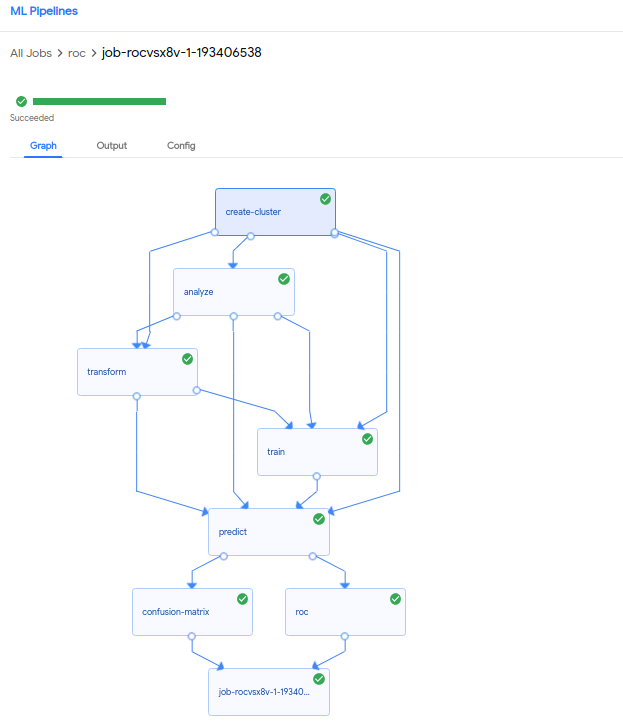 ML Pipelines
All Jobs > roc > job-rocvsx8v-1-193406538
Succeeded
Graph Output Config
create-cluster
analyze
transform
train
predict
confusion-matrix roc
job-rocvsx8v-1-19340...